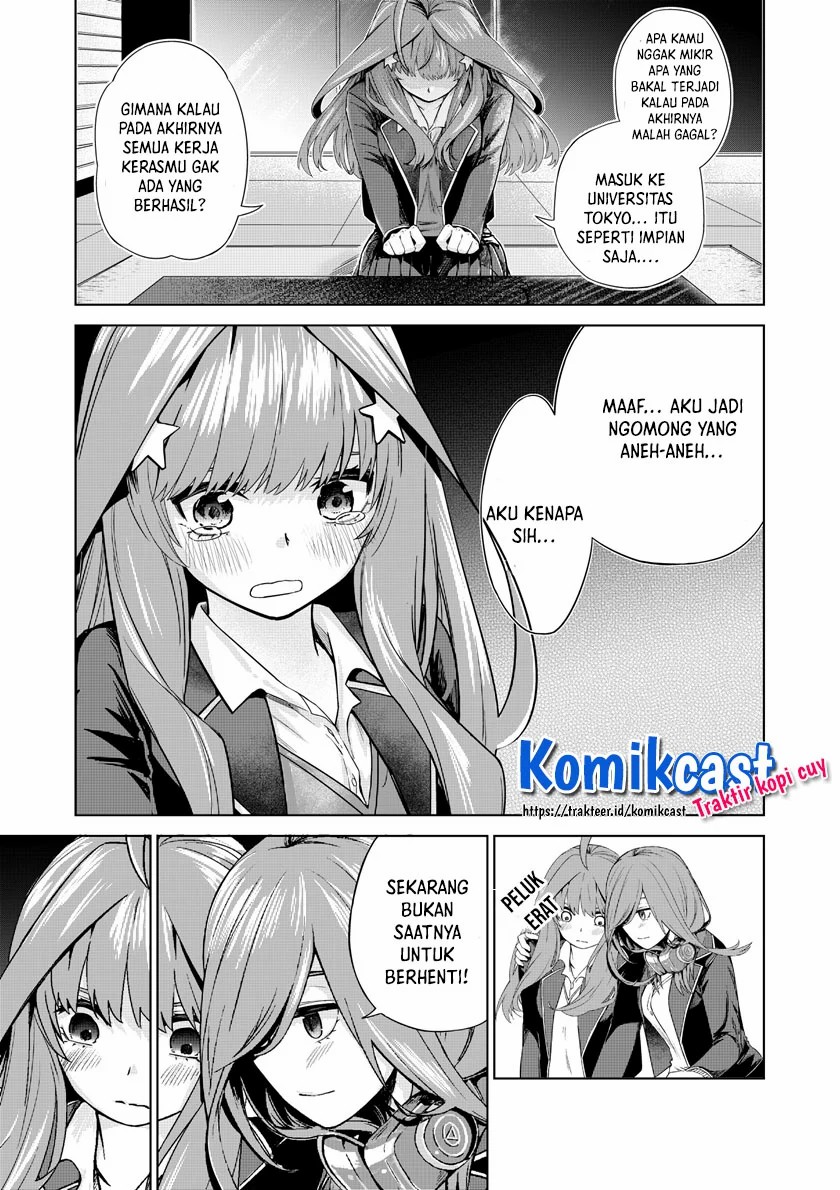 APA KAMU
NGGAK MIKIR
APA YANG
BAKAL TERJADI
KALAU PADA
AKHIRNYA
MALAH GAGAL?
MASUK KE
UNIVERSITAS
TOKYO... ITU
SEPERTI IMPIAN
SAJA....
GIMANA KALAU
PADA AKHIRNYA
SEMUA KERJA
KERASMU GAK
ADA YANG
BERHASIL?
MAAF... AKU JADI
NGOMONG YANG
ANEH-ANEH...
AKU KENAPA
SIH...
Komikcast
Traktir kopi cuy
https://trakteer.id/komikcast
PELUK
ERAT
SEKARANG
BUKAN
SAATNYA
UNTUK
BERHENTI!